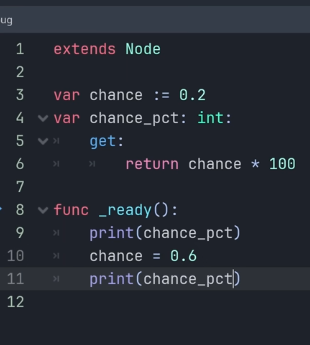 ug
1 extends Node
2
3 var chance := 0.2
4 var chance_pct: int:
5 get:
6 return chance * 100
7
8 func _ready():
9 print(chance_pct)
10 chance = 0.6
11 print(chance_pct)
12